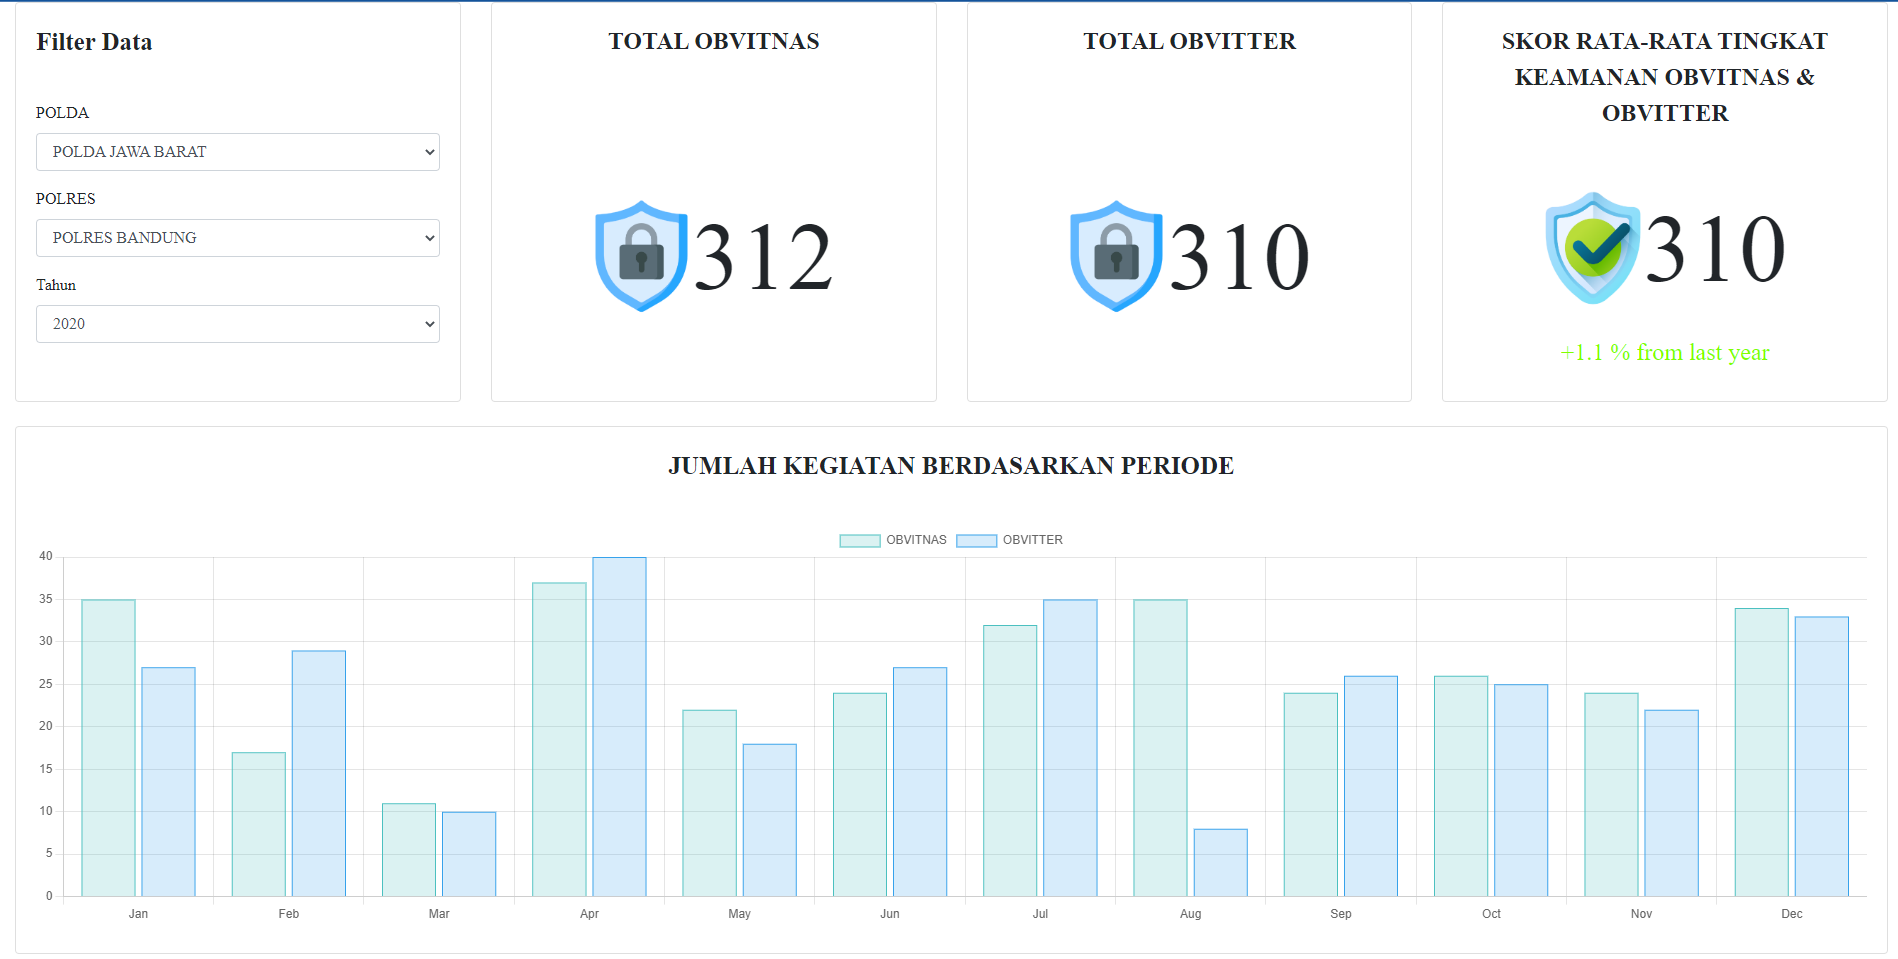 Filter Data
POLDA
POLDA JAWA BARAT
POLRES
POLRES BANDUNG
Tahun
2020
TOTAL OBVITNAS
312
TOTAL OBVITTER
310
SKOR RATA-RATA TINGKAT
KEAMANAN OBVITNAS &
OBVITTER
310
+1.1 % from last year
JUMLAH KEGIATAN BERDASARKAN PERIODE
OBVITNAS OBVITTER
40
35
30
25
20
15
10
5
0
Jan Feb Mar Apr May Jun Jul Aug Sep Oct Nov Dec